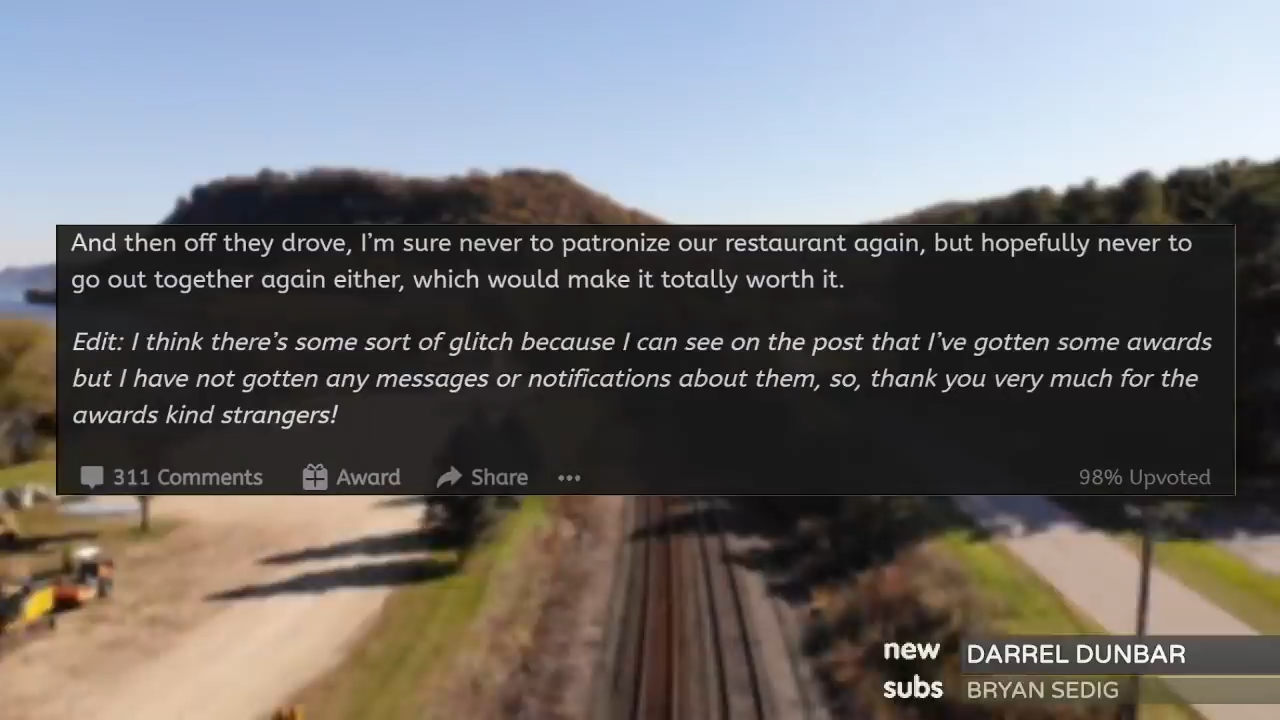 And then off they drove, I'm sure never to patronize our restaurant again, but hopefully never to
go out together again either, which would make it totally worth it.
Edit: I think there's some sort of glitch because I can see on the post that I've gotten some awards
but I have not gotten any messages or notifications about them, so, thank you very much for the
awards kind strangers!
311 Comments Award Share ••• 98% Upvoted
new DARREL DUNBAR
subs BRYAN SEDIG